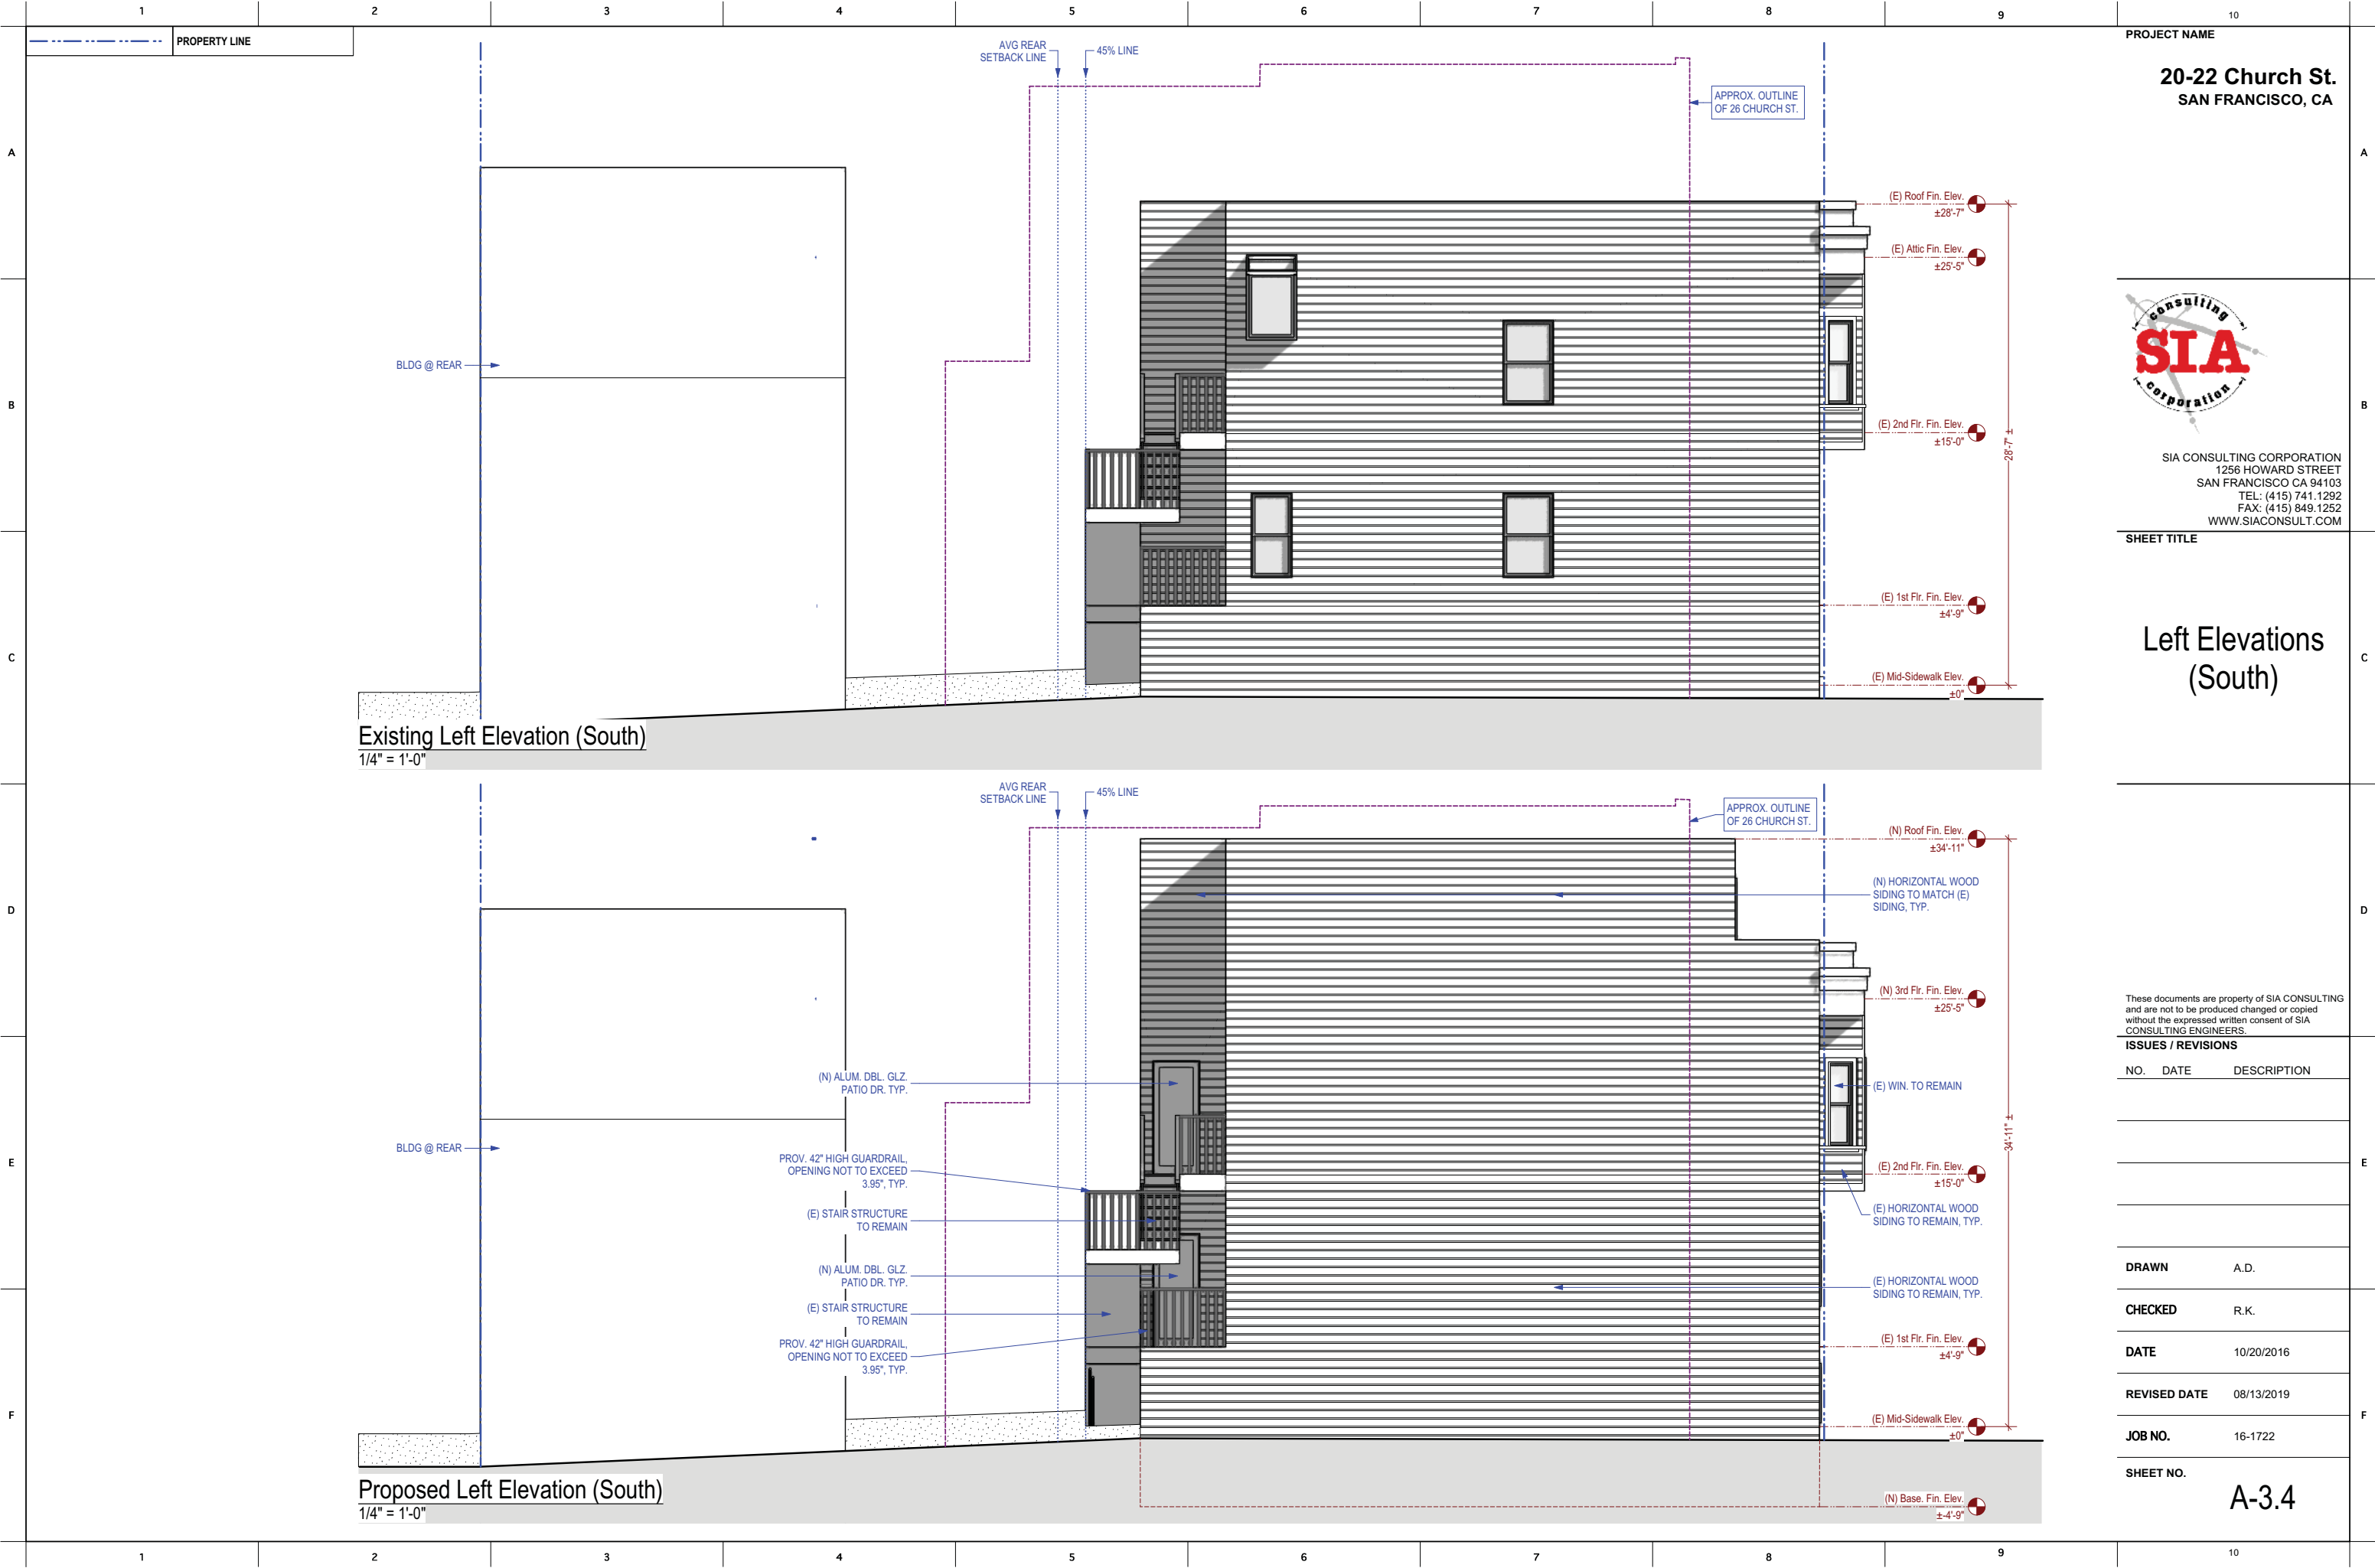 1 2 3 4 5 6 7 8 9 10
PROPERTY LINE
AVG REAR
SETBACK LINE
45% LINE
APPROX. OUTLINE
OF 26 CHURCH ST.
A
A
BLDG @ REAR
(E) Roof Fin. Elev.
±28'-7"
(E) Attic Fin. Elev.
±25'-5"
(E) 2nd Flr. Fin. Elev.
±15'-0"
28'-7" ±
(E) 1st Flr. Fin. Elev.
±4'-9"
(E) Mid-Sidewalk Elev.
±0"
B
B
C
C
Existing Left Elevation (South)
1/4" = 1'-0"
AVG REAR
SETBACK LINE
45% LINE
APPROX. OUTLINE
OF 26 CHURCH ST.
(N) Roof Fin. Elev.
±34'-11"
(N) HORIZONTAL WOOD
SIDING TO MATCH (E)
SIDING, TYP.
D
D
(N) 3rd Flr. Fin. Elev.
±25'-5"
(N) ALUM. DBL. GLZ.
PATIO DR. TYP.
(E) WIN. TO REMAIN
34'-11" ±
BLDG @ REAR
PROV. 42" HIGH GUARDRAIL,
OPENING NOT TO EXCEED
3.95", TYP.
E
E
(E) 2nd Flr. Fin. Elev.
±15'-0"
(E) STAIR STRUCTURE
TO REMAIN
(E) HORIZONTAL WOOD
SIDING TO REMAIN, TYP.
(N) ALUM. DBL. GLZ.
PATIO DR. TYP.
(E) HORIZONTAL WOOD
SIDING TO REMAIN, TYP.
(E) STAIR STRUCTURE
TO REMAIN
PROV. 42" HIGH GUARDRAIL,
OPENING NOT TO EXCEED
3.95", TYP.
(E) 1st Flr. Fin. Elev.
±4'-9"
F
F
(E) Mid-Sidewalk Elev.
±0"
Proposed Left Elevation (South)
1/4" = 1'-0"
(N) Base. Fin. Elev.
±-4'-9"
PROJECT NAME
20-22 Church St.
SAN FRANCISCO, CA
consulting
SIA
corporation
SIA CONSULTING CORPORATION
1256 HOWARD STREET
SAN FRANCISCO CA 94103
TEL: (415) 741.1292
FAX: (415) 849.1252
WWW.SIACONSULT.COM
SHEET TITLE
Left Elevations
(South)
These documents are property of SIA CONSULTING
and are not to be produced changed or copied
without the expressed written consent of SIA
CONSULTING ENGINEERS.
ISSUES / REVISIONS
NO. DATE DESCRIPTION
DRAWN A.D.
CHECKED R.K.
DATE 10/20/2016
REVISED DATE 08/13/2019
JOB NO. 16-1722
SHEET NO.
A-3.4
1 2 3 4 5 6 7 8 9 10